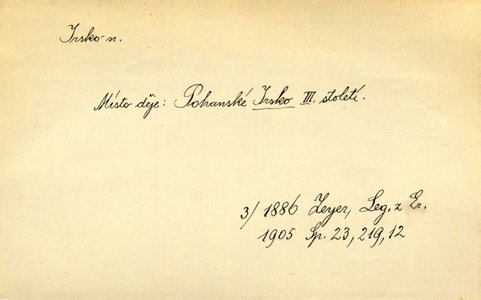 Irsko-n.
Místo děje: Pohanské Irsko III. století.
3/ 1886 Zeyer, Leg. z Er.
1905 Sp. 23, 219, 12